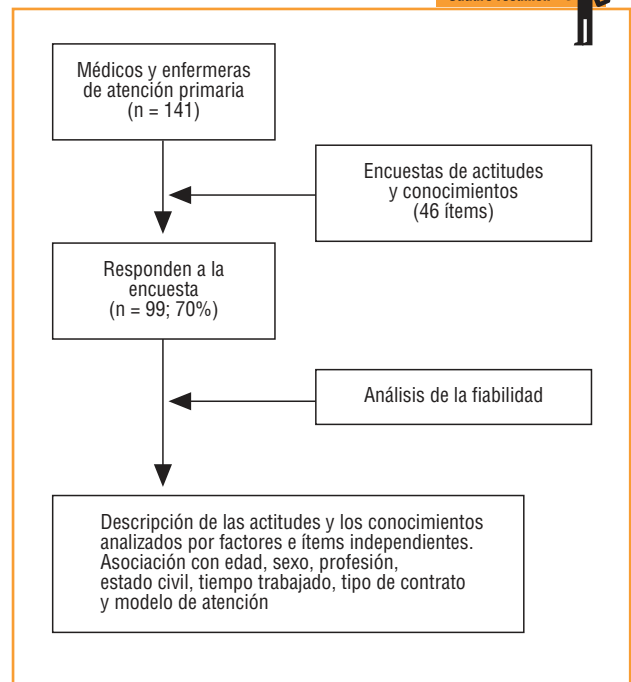 Médicos y enfermeras
de atención primaria
(n = 141)
Encuestas de actitudes
y conocimientos
(46 ítems)
Responden a la
encuesta
(n = 99; 70%)
Análisis de la fiabilidad
Descripción de las actitudes y los conocimientos
analizados por factores e ítems independientes.
Asociación con edad, sexo, profesión,
estado civil, tiempo trabajado, tipo de contrato
y modelo de atención